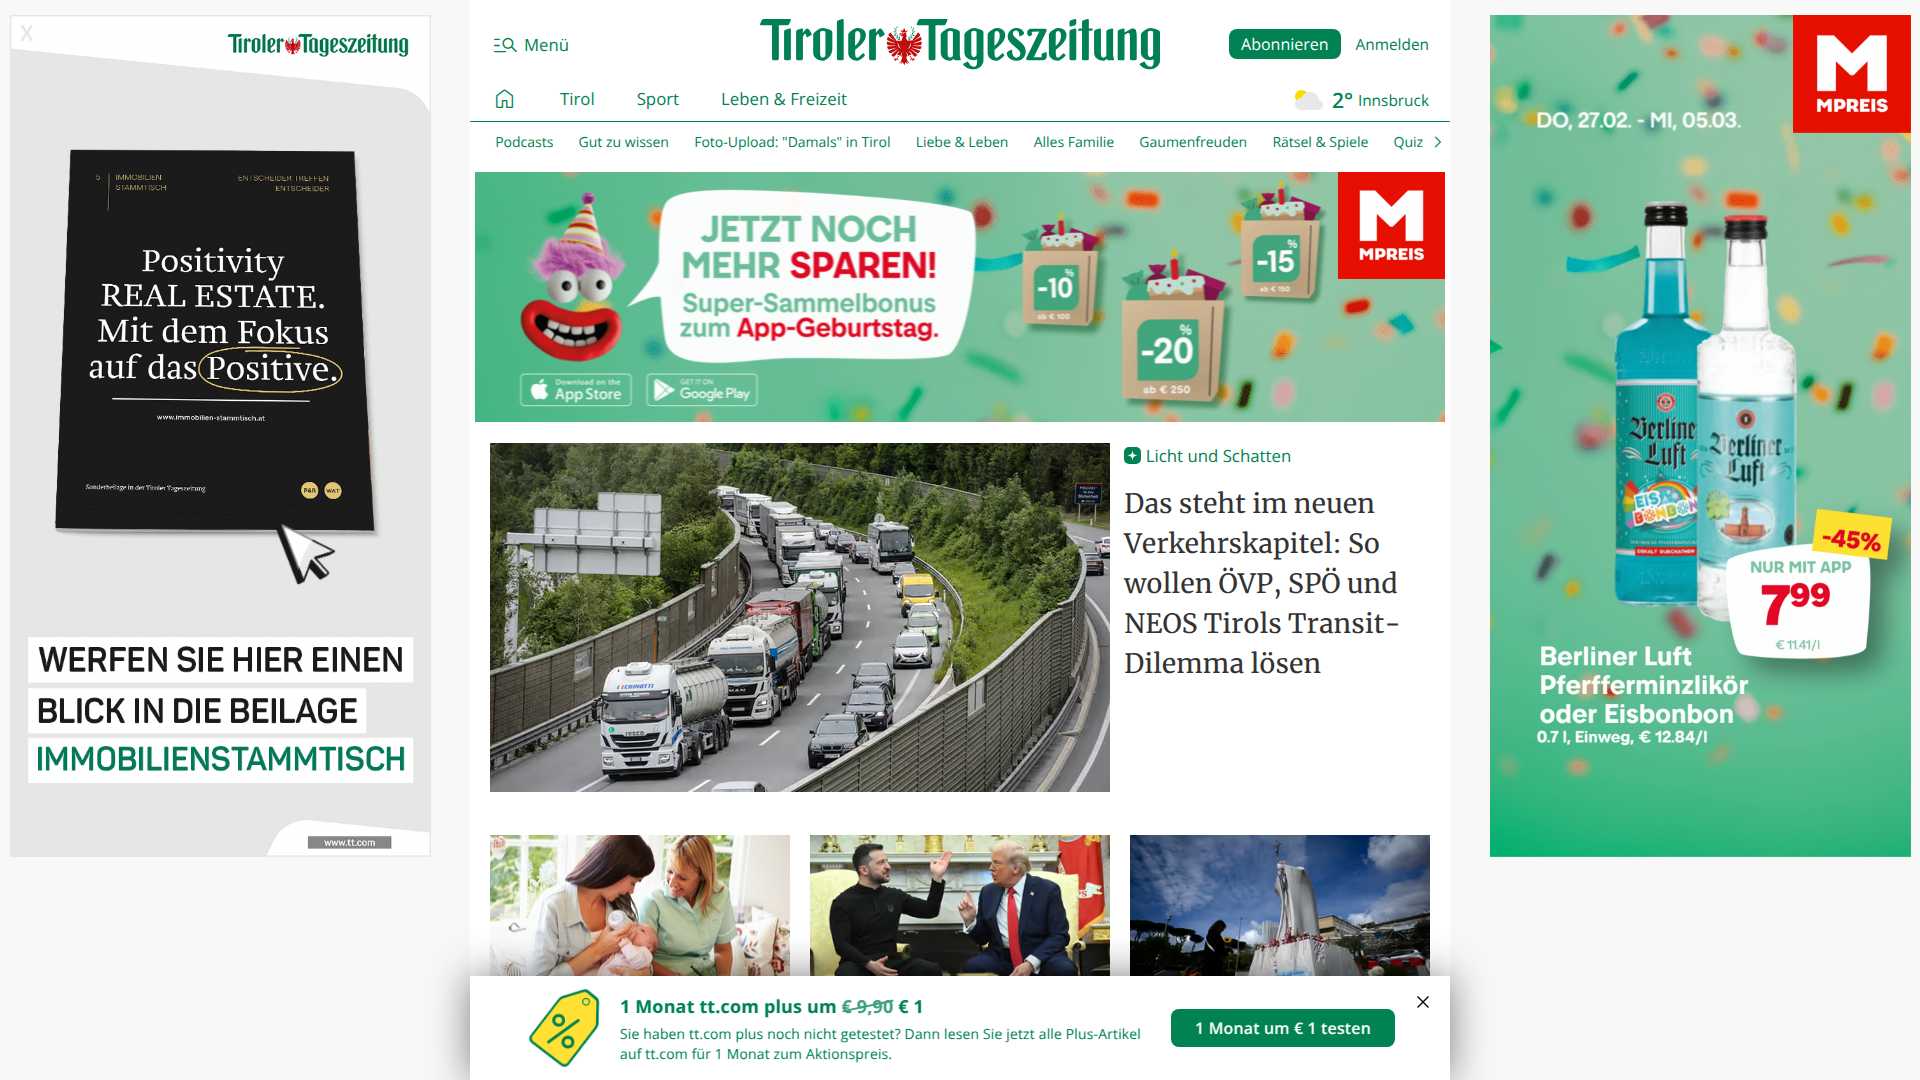 X
Tiroler Tageszeitung
5
IMMOBILIEN
STAMMTISCH
ENTSCHEIDER TREFFEN
ENTSCHEIDER
Positivity
REAL ESTATE.
Mit dem Fokus
auf das Positive.
www.immobilien-stammtisch.at
Sonderbeilage in der Tiroler Tageszeitung
P&R
WAT
WERFEN SIE HIER EINEN
BLICK IN DIE BEILAGE
IMMOBILIENSTAMMTISCH
www.tt.com
Menü
Tiroler Tageszeitung
Abonnieren
Anmelden
Tirol
Sport
Leben & Freizeit
2° Innsbruck
Podcasts
Gut zu wissen
Foto-Upload: "Damals" in Tirol
Liebe & Leben
Alles Familie
Gaumenfreuden
Rätsel & Spiele
Quiz
JETZT NOCH
MEHR SPAREN!
Super-Sammelbonus
zum App-Geburtstag.
Download on the
App Store
GET IT ON
Google Play
-10%
ab € 100
-20%
ab € 250
-15%
ab € 150
M
MPREIS
Licht und Schatten
Das steht im neuen
Verkehrskapitel: So
wollen ÖVP, SPÖ und
NEOS Tirols Transit-
Dilemma lösen
1 Monat tt.com plus um € 9,90 € 1
Sie haben tt.com plus noch nicht getestet? Dann lesen Sie jetzt alle Plus-Artikel
auf tt.com für 1 Monat zum Aktionspreis.
1 Monat um € 1 testen
M
MPREIS
DO, 27.02. - MI, 05.03.
Berliner
Luft
EIS
BONBON
Berliner
Luft
-45%
NUR MIT APP
7.99
€ 11.41/l
Berliner Luft
Pferfferminzlikör
oder Eisbonbon
0.7 l, Einweg, € 12.84/l